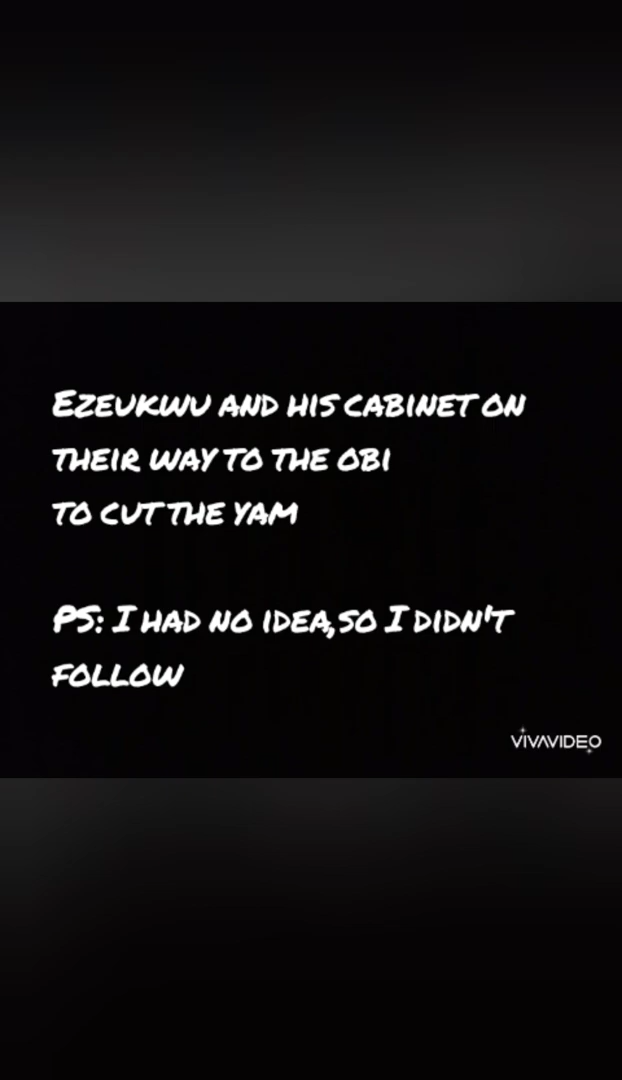 Ezeukwu and his cabinet on
their way to the obi
to cut the yam
PS: I had no idea,so I didn't
follow
VIVAVIDEO